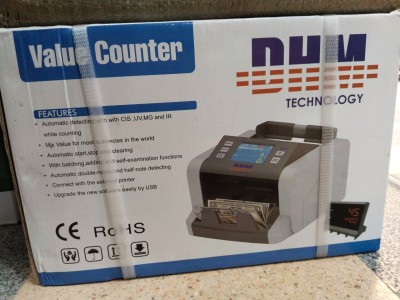 Value Counter
DHM
TECHNOLOGY
FEATURES
Automatic detecting with with CIS ,UV,MG and IR
while counting
Mix Value for most currencies in the world
Automatic start,stop and clearing
With batching,adding and self-examination functions
Automatic double-note and half-note detecting
Connect with the external printer
Upgrade the new software easily by USB
CE RoHS